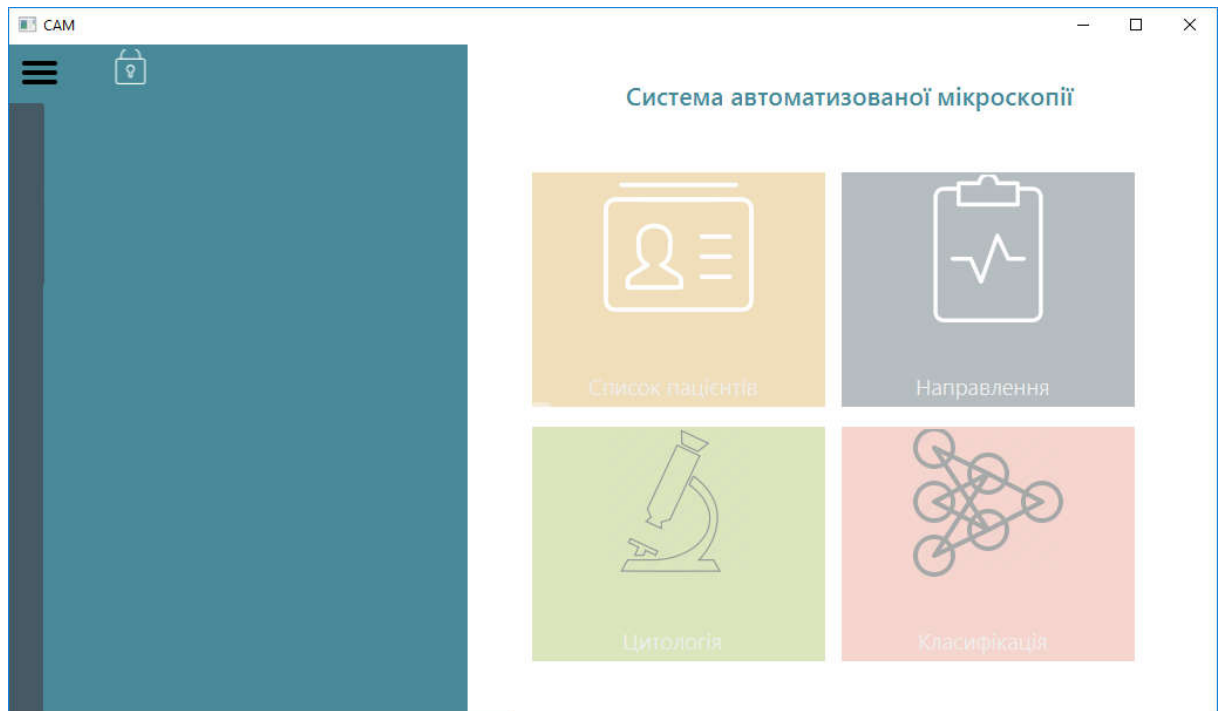 САМ
Система автоматизованої мікроскопії
Список пацієнтів
Направлення
Цитологія
Класифікація